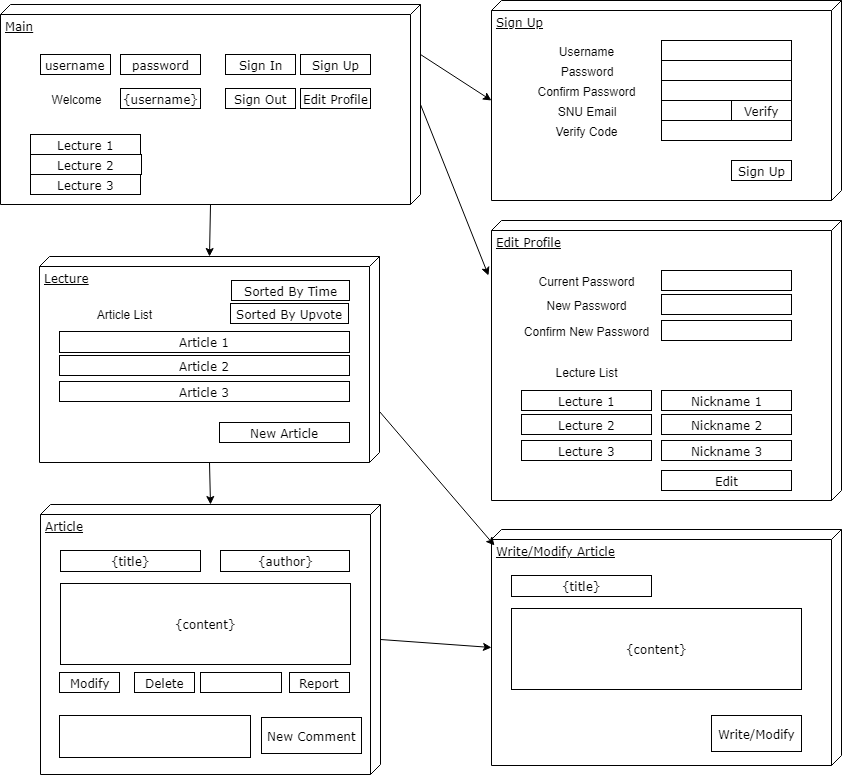 Main
username password Sign In Sign Up
Welcome {username} Sign Out Edit Profile
Lecture 1
Lecture 2
Lecture 3
Sign Up
Username
Password
Confirm Password
SNU Email Verify
Verify Code
Sign Up
Lecture
Sorted By Time
Article List Sorted By Upvote
Article 1
Article 2
Article 3
New Article
Edit Profile
Current Password
New Password
Confirm New Password
Lecture List
Lecture 1 Nickname 1
Lecture 2 Nickname 2
Lecture 3 Nickname 3
Edit
Article
{title} {author}
{content}
Modify Delete Report
New Comment
Write/Modify Article
{title}
{content}
Write/Modify